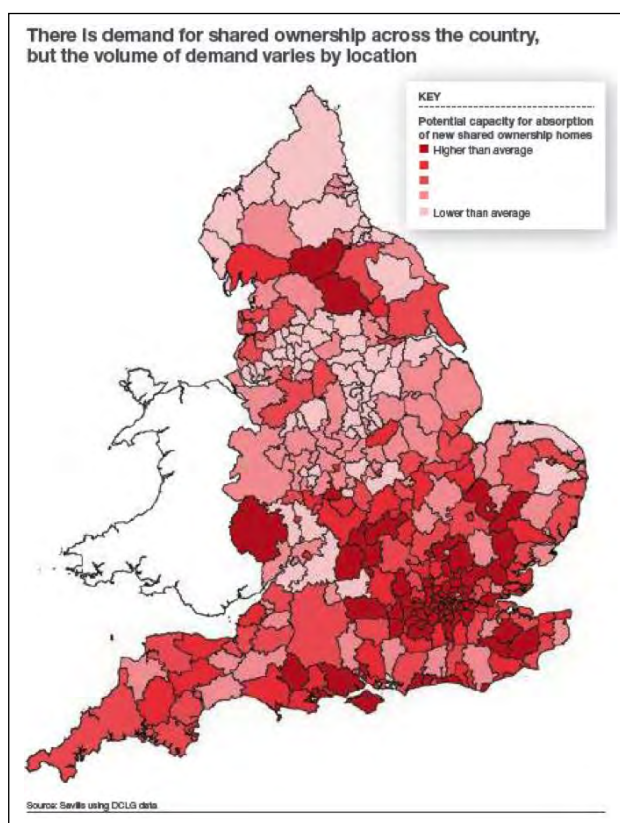 There is demand for shared ownership across the country,
but the volume of demand varies by location
KEY
Potential capacity for absorption
of new shared ownership homes
Higher than average
Lower than average
Source: Savills using DCLG data